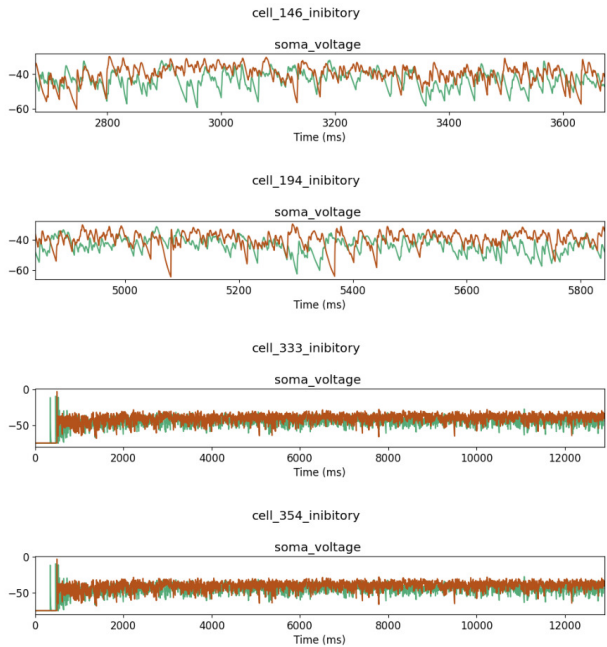 cell_146_inibitory
soma_voltage
−40
−60
2800 3000 3200 3400 3600
Time (ms)
cell_194_inibitory
soma_voltage
−40
−60
5000 5200 5400 5600 5800
Time (ms)
cell_333_inibitory
soma_voltage
0
−50
0 2000 4000 6000 8000 10000 12000
Time (ms)
cell_354_inibitory
soma_voltage
0
−50
0 2000 4000 6000 8000 10000 12000
Time (ms)